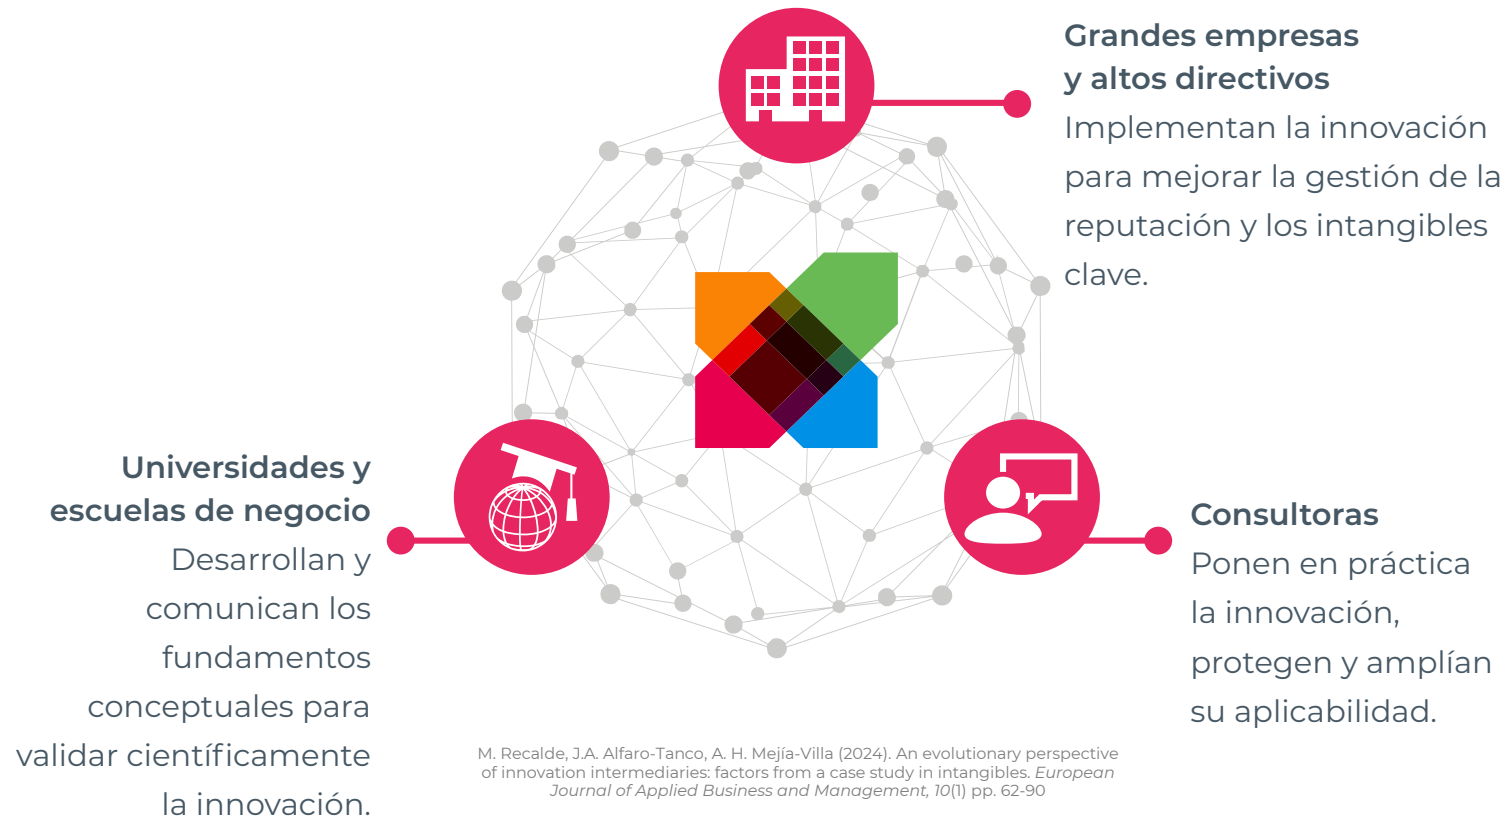 Grandes empresas
y altos directivos
Implementan la innovación
para mejorar la gestión de la
reputación y los intangibles
clave.
Universidades y
escuelas de negocio
Desarrollan y
comunican los
fundamentos
conceptuales para
validar científicamente
la innovación.
Consultoras
Ponen en práctica
la innovación,
protegen y amplían
su aplicabilidad.
M. Recalde, J.A. Alfaro-Tanco, A. H. Mejía-Villa (2024). An evolutionary perspective
of innovation intermediaries: factors from a case study in intangibles. European
Journal of Applied Business and Management, 10(1) pp. 62-90